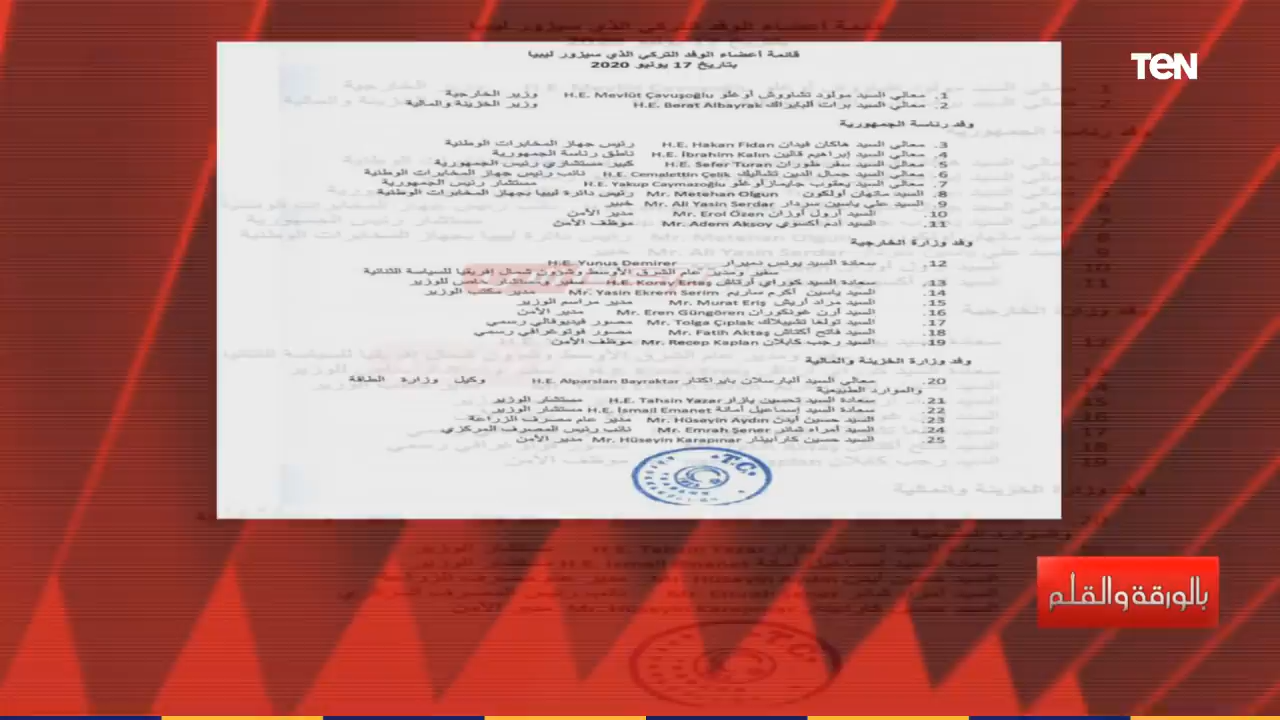 TEN
قائمة أعضاء الوفد التركي الذي سيزور ليبيا
بتاريخ 17 يونيو 2020
1. معالي السيد مولود تشاووش أوغلو H.E. Mevlüt Çavuşoğlu وزير الخارجية
2. معالي السيد برات ألبايراك H.E. Berat Albayrak وزير الخزينة والمالية
وفد رئاسة الجمهورية
3. معالي السيد هاكان فيدان H.E. Hakan Fidan رئيس جهاز المخابرات الوطنية
4. معالي السيد إبراهيم قالين H.E. İbrahim Kalın ناطق رئاسة الجمهورية
5. معالي السيد سفر طوران H.E. Sefer Turan كبير مستشاري رئيس الجمهورية
6. معالي السيد جمال الدين تشاليك H.E. Cemalettin Çelik نائب رئيس جهاز المخابرات الوطنية
7. معالي السيد يعقوب جايمازأوغلو H.E. Yakup Caymazoğlu مستشار رئيس الجمهورية
8. السيد متهان أولكون Mr. Metehan Olgun رئيس دائرة ليبيا بجهاز المخابرات الوطنية
9. السيد علي ياسين سردار Mr. Ali Yasin Serdar خبير
10. السيد أرول أوزان Mr. Erol Özen مدير الأمن
11. السيد آدم آكسوي Mr. Adem Aksoy موظف الأمن
وفد وزارة الخارجية
12. سعادة السيد يونس دميرار H.E. Yunus Demirer
سفير ومدير عام الشرق الأوسط وشرون شمال إفريقيا للسياسة الثنائية
13. سعادة السيد كوراي أرتاش H.E. Koray Ertaş سفير ومستشار خاص للوزير
14. السيد ياسين أكرم ساريم Mr. Yasin Ekrem Serim مدير مكتب الوزير
15. السيد مراد أريش Mr. Murat Eriş مدير مراسم الوزير
16. السيد أرن غونكوران Mr. Eren Güngören مدير الأمن
17. السيد تولغا تشيبلاك Mr. Tolga Çıplak مصور فيديوفالي رسمي
18. السيد فاتح أكتاش Mr. Fatih Aktaş مصور فوتوغرافي رسمي
19. السيد رجب كابلان Mr. Recep Kaplan موظف الأمن
وفد وزارة الخزينة والمالية
20. معالي السيد ألبارسلان بايراكتار H.E. Alparslan Bayraktar وكيل وزارة الطاقة
والموارد الطبيعية
21. سعادة السيد تحسين يازار H.E. Tahsin Yazar مستشار الوزير
22. سعادة السيد إسماعيل أمانة H.E. İsmail Emanet مستشار الوزير
23. السيد حسين آيدن Mr. Hüseyin Aydın مدير عام مصرف الزراعة
24. السيد أمراه شانر Mr. Emrah Şener نائب رئيس المصرف المركزي
25. السيد حسين كارابينار Mr. Hüseyin Karapınar مدير الأمن
T.C.
بالورقة والقلم